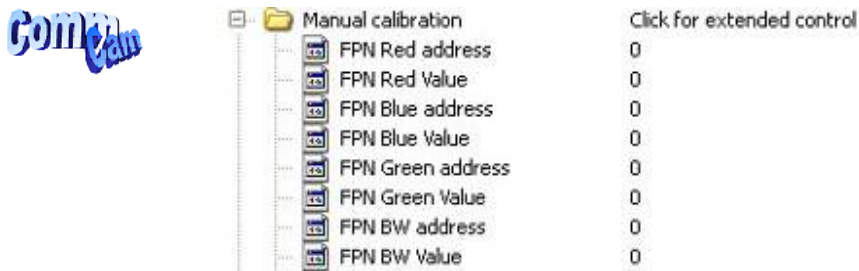 CommCam
Manual calibration Click for extended control
FPN Red address 0
FPN Red Value 0
FPN Blue address 0
FPN Blue Value 0
FPN Green address 0
FPN Green Value 0
FPN BW address 0
FPN BW Value 0